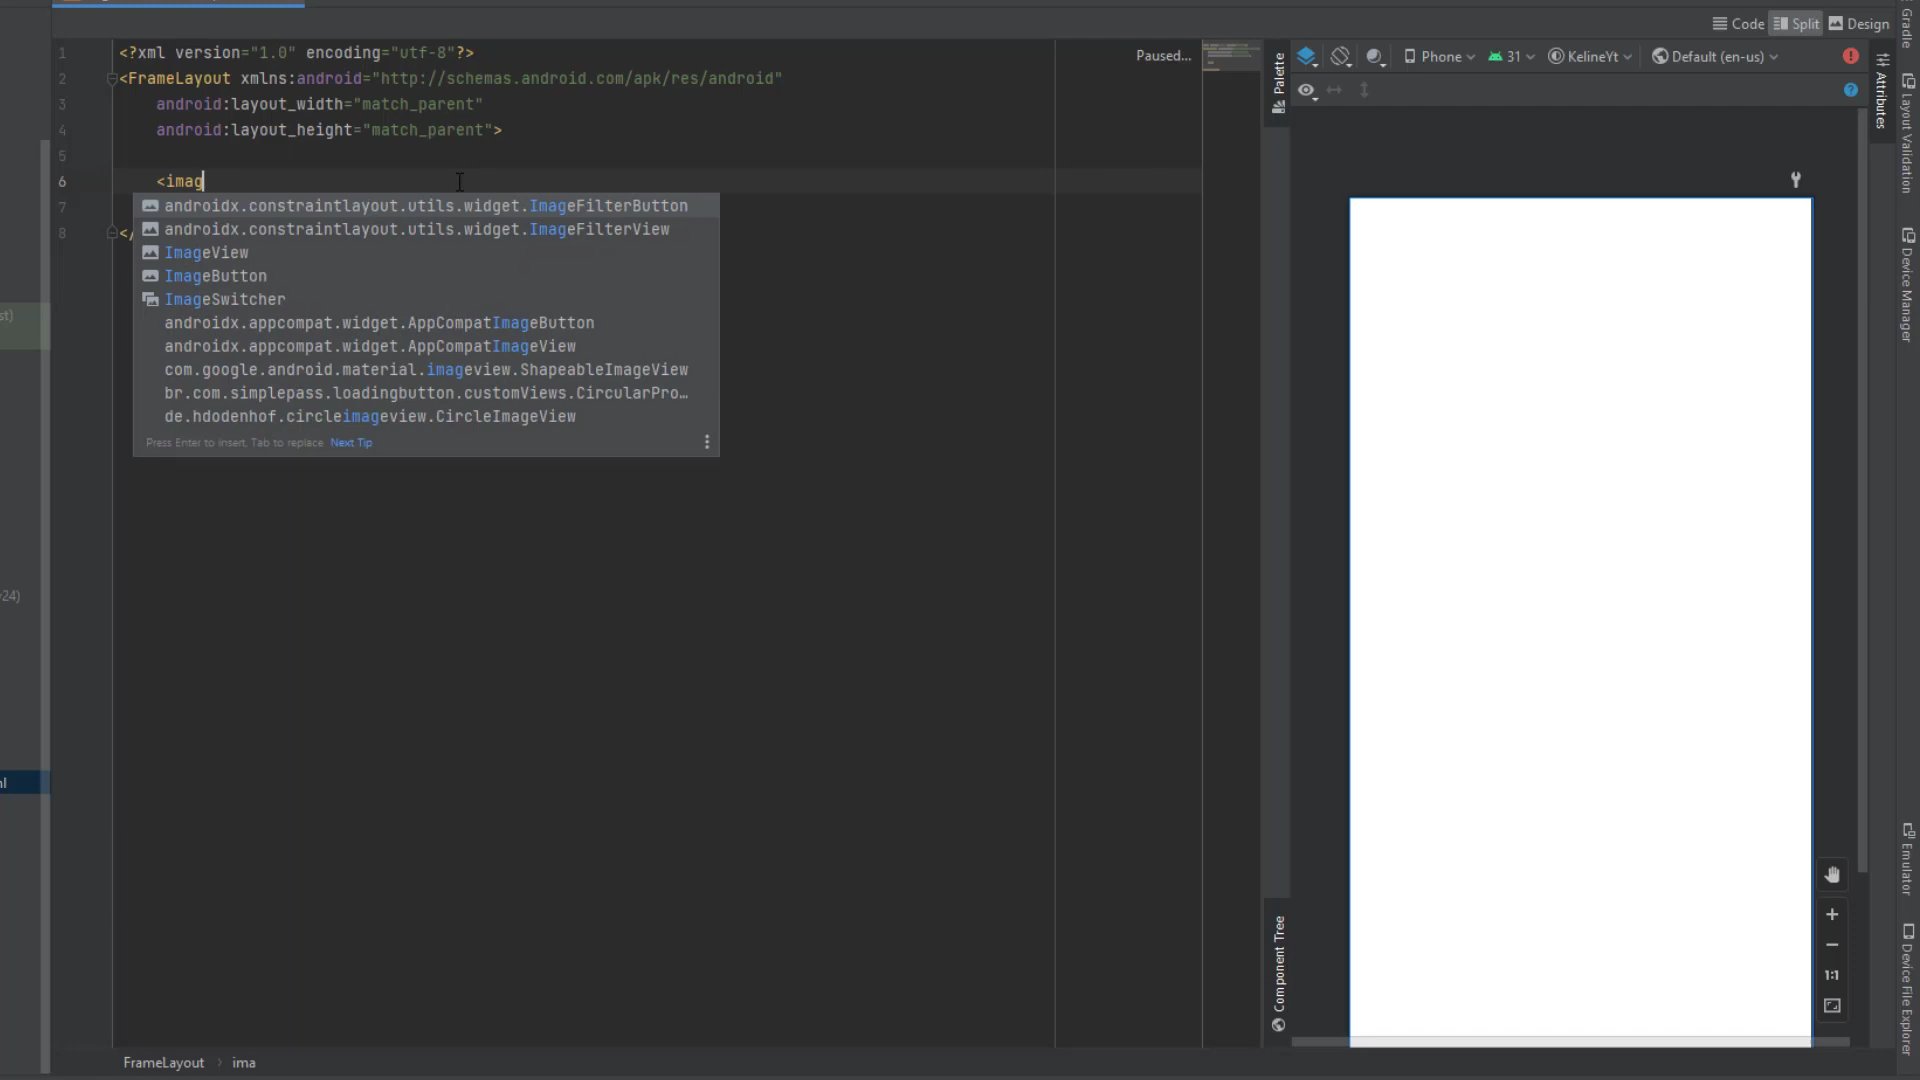 Code
Split
Design
1
<?xml version="1.0" encoding="utf-8"?>
Paused...
2
<FrameLayout xmlns:android="http://schemas.android.com/apk/res/android"
3
android:layout_width="match_parent"
4
android:layout_height="match_parent">
5
6
<imag
7
8
</
androidx.constraintlayout.utils.widget.ImageFilterButton
androidx.constraintlayout.utils.widget.ImageFilterView
ImageView
ImageButton
ImageSwitcher
androidx.appcompat.widget.AppCompatImageButton
androidx.appcompat.widget.AppCompatImageView
com.google.android.material.imageview.ShapeableImageView
br.com.simplepass.loadingbutton.customViews.CircularPro…
de.hdodenhof.circleimageview.CircleImageView
Press Enter to insert, Tab to replace Next Tip
st)
v24)
ml
FrameLayout
ima
Palette
Component Tree
Phone
31
KelineYt
Default (en-us)
1:1
Attributes
Gradle
Layout Validation
Device Manager
Emulator
Device File Explorer